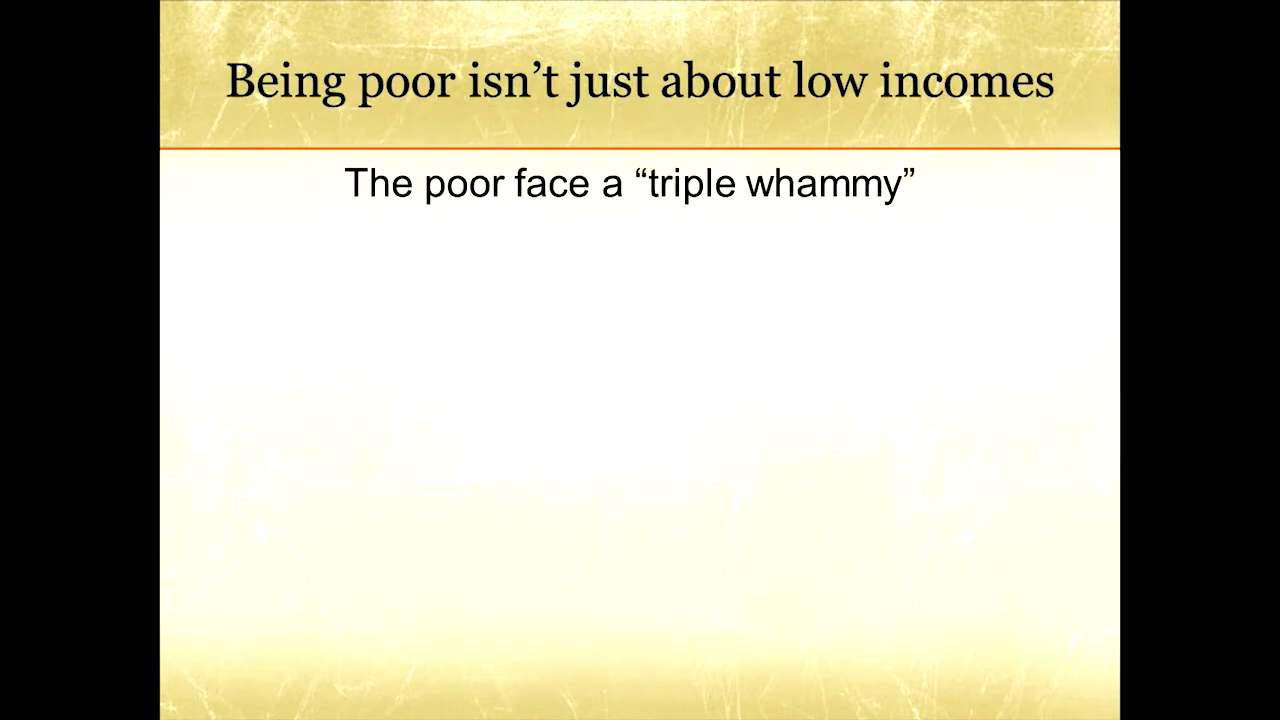 Being poor isn’t just about low incomes
The poor face a “triple whammy”